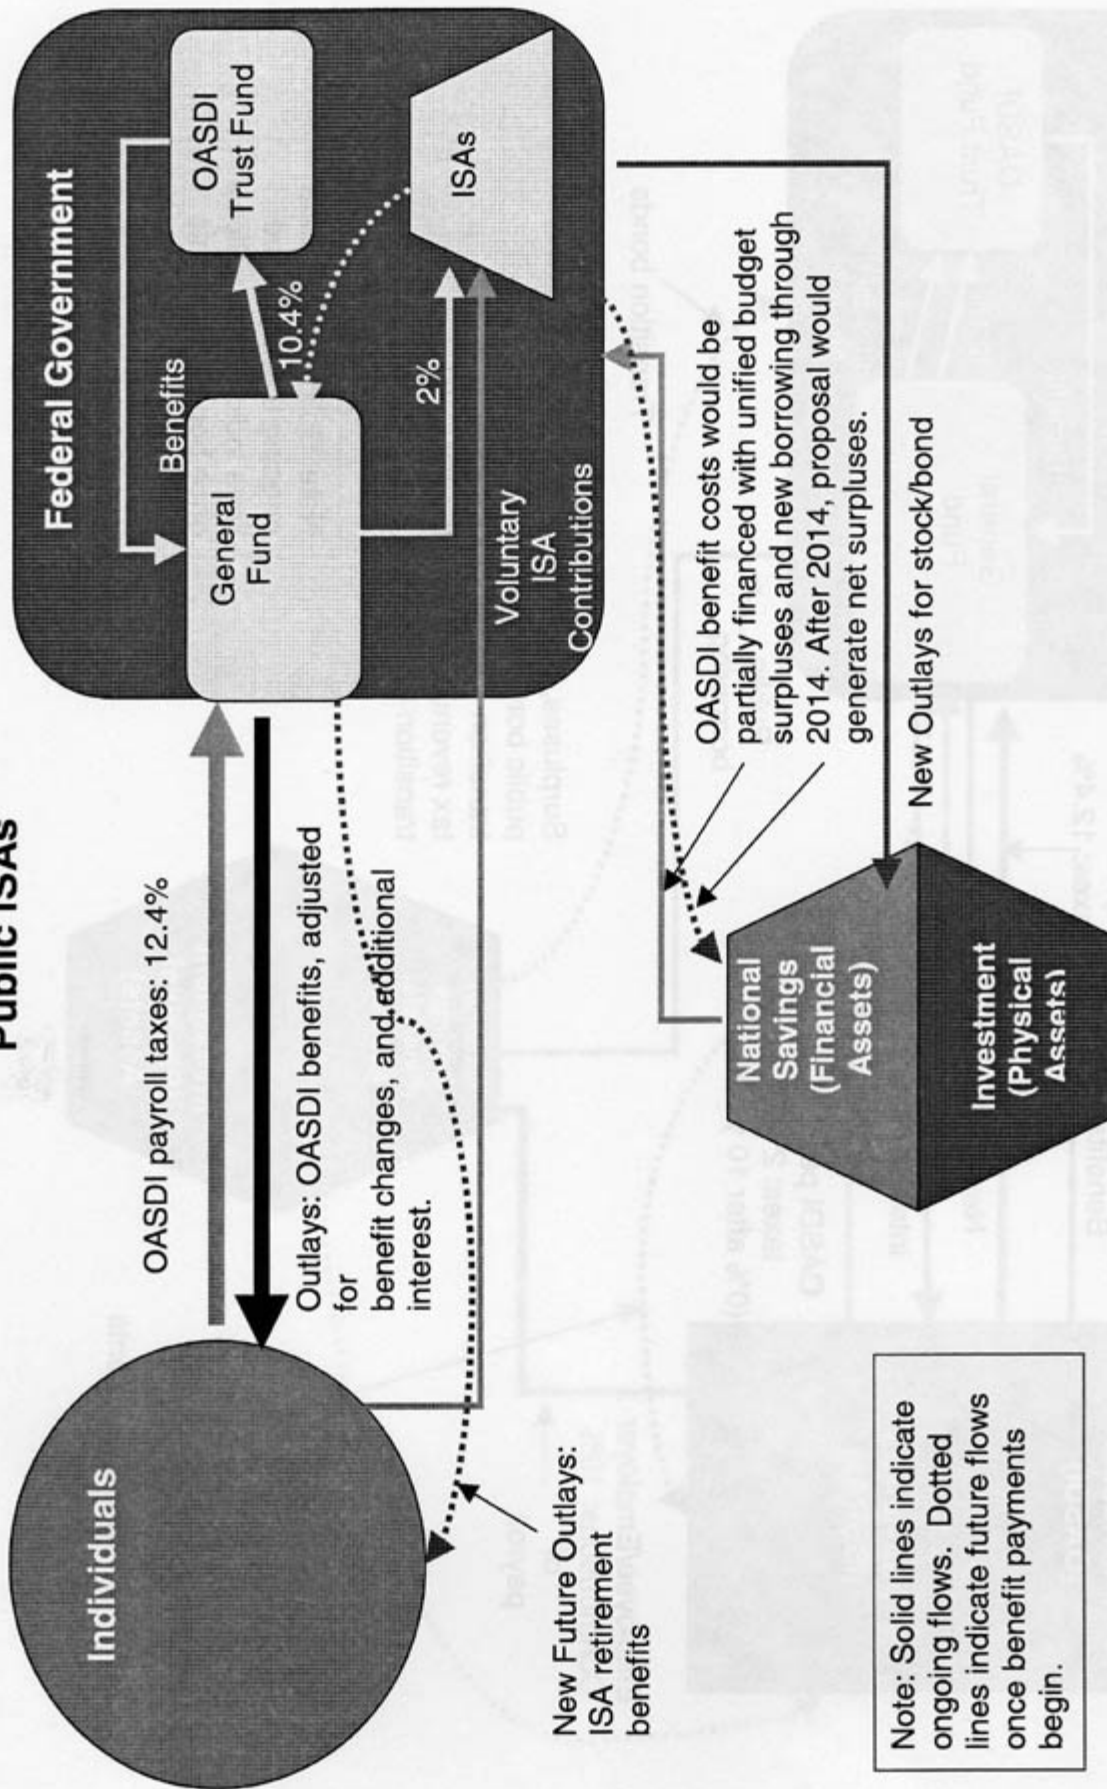 Public ISAs
Individuals
OASDI payroll taxes: 12.4%
Outlays: OASDI benefits, adjusted
for
benefit changes, and additional
interest.
New Future Outlays:
ISA retirement
benefits
Federal Government
Benefits
General
Fund
OASDI
Trust Fund
10.4%
2%
ISAs
Voluntary
ISA
Contributions
OASDI benefit costs would be
partially financed with unified budget
surpluses and new borrowing through
2014. After 2014, proposal would
generate net surpluses.
New Outlays for stock/bond
National
Savings
(Financial
Assets)
Investment
(Physical
Assets)
Note: Solid lines indicate
ongoing flows. Dotted
lines indicate future flows
once benefit payments
begin.